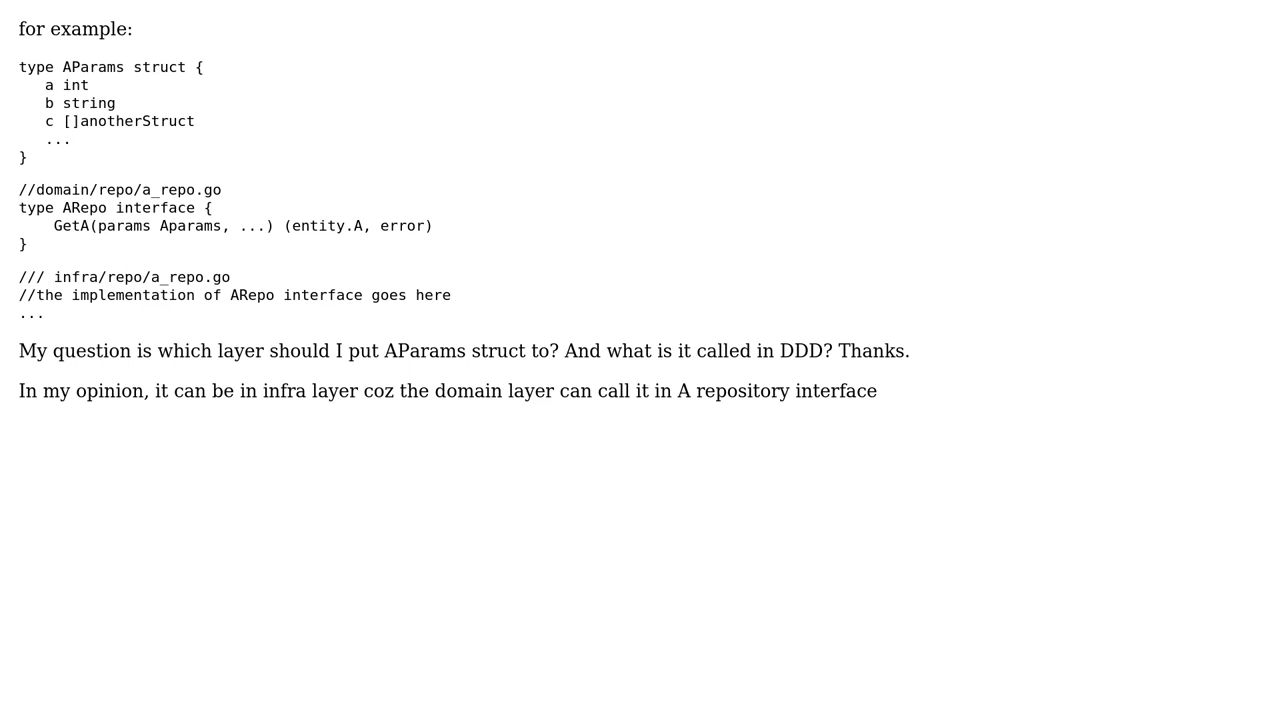 for example:
type AParams struct {
   a int
   b string
   c []anotherStruct
   ...
}
//domain/repo/a_repo.go
type ARepo interface {
    GetA(params Aparams, ...) (entity.A, error)
}
/// infra/repo/a_repo.go
//the implementation of ARepo interface goes here
...
My question is which layer should I put AParams struct to? And what is it called in DDD? Thanks.
In my opinion, it can be in infra layer coz the domain layer can call it in A repository interface